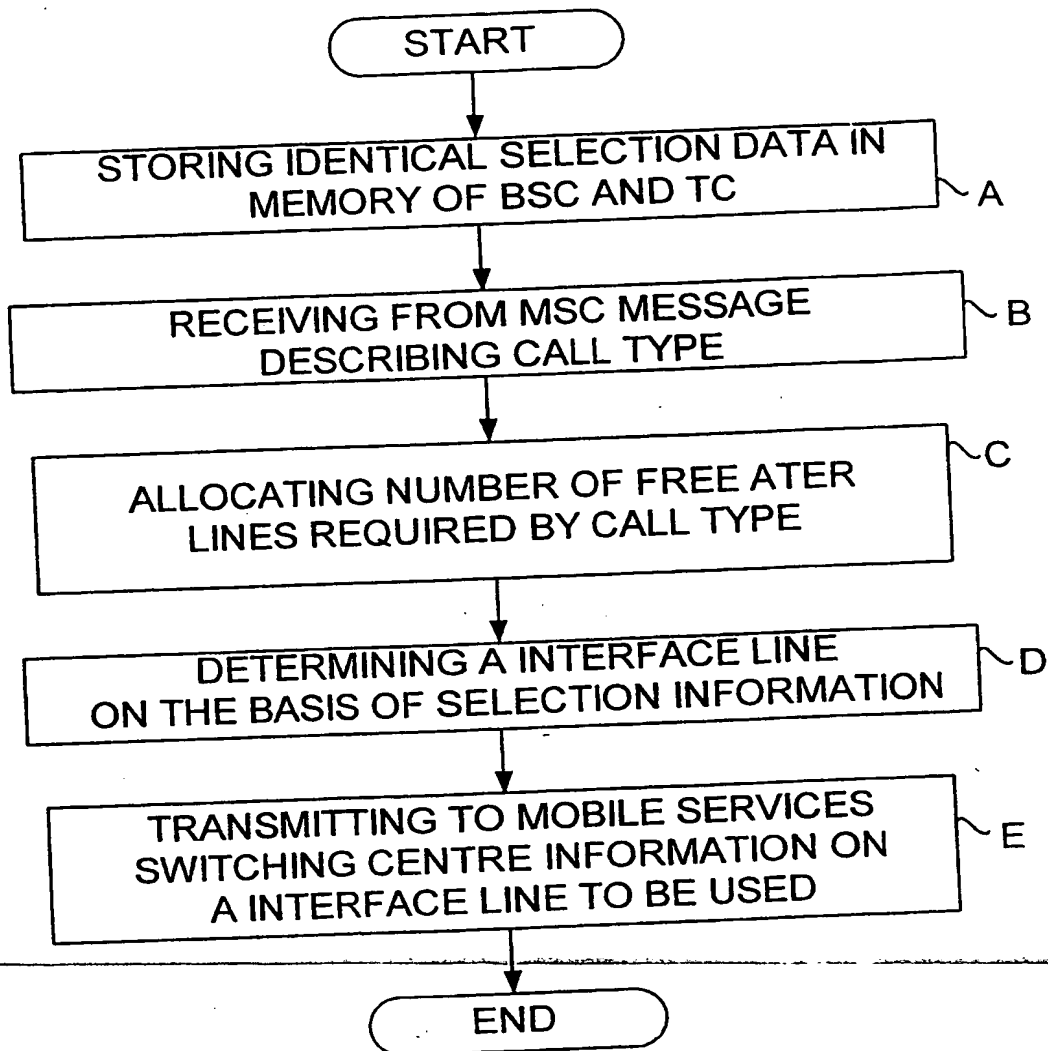 START
STORING IDENTICAL SELECTION DATA IN
MEMORY OF BSC AND TC
A
RECEIVING FROM MSC MESSAGE
DESCRIBING CALL TYPE
B
ALLOCATING NUMBER OF FREE ATER
LINES REQUIRED BY CALL TYPE
C
DETERMINING A INTERFACE LINE
ON THE BASIS OF SELECTION INFORMATION
D
TRANSMITTING TO MOBILE SERVICES
SWITCHING CENTRE INFORMATION ON
A INTERFACE LINE TO BE USED
E
END